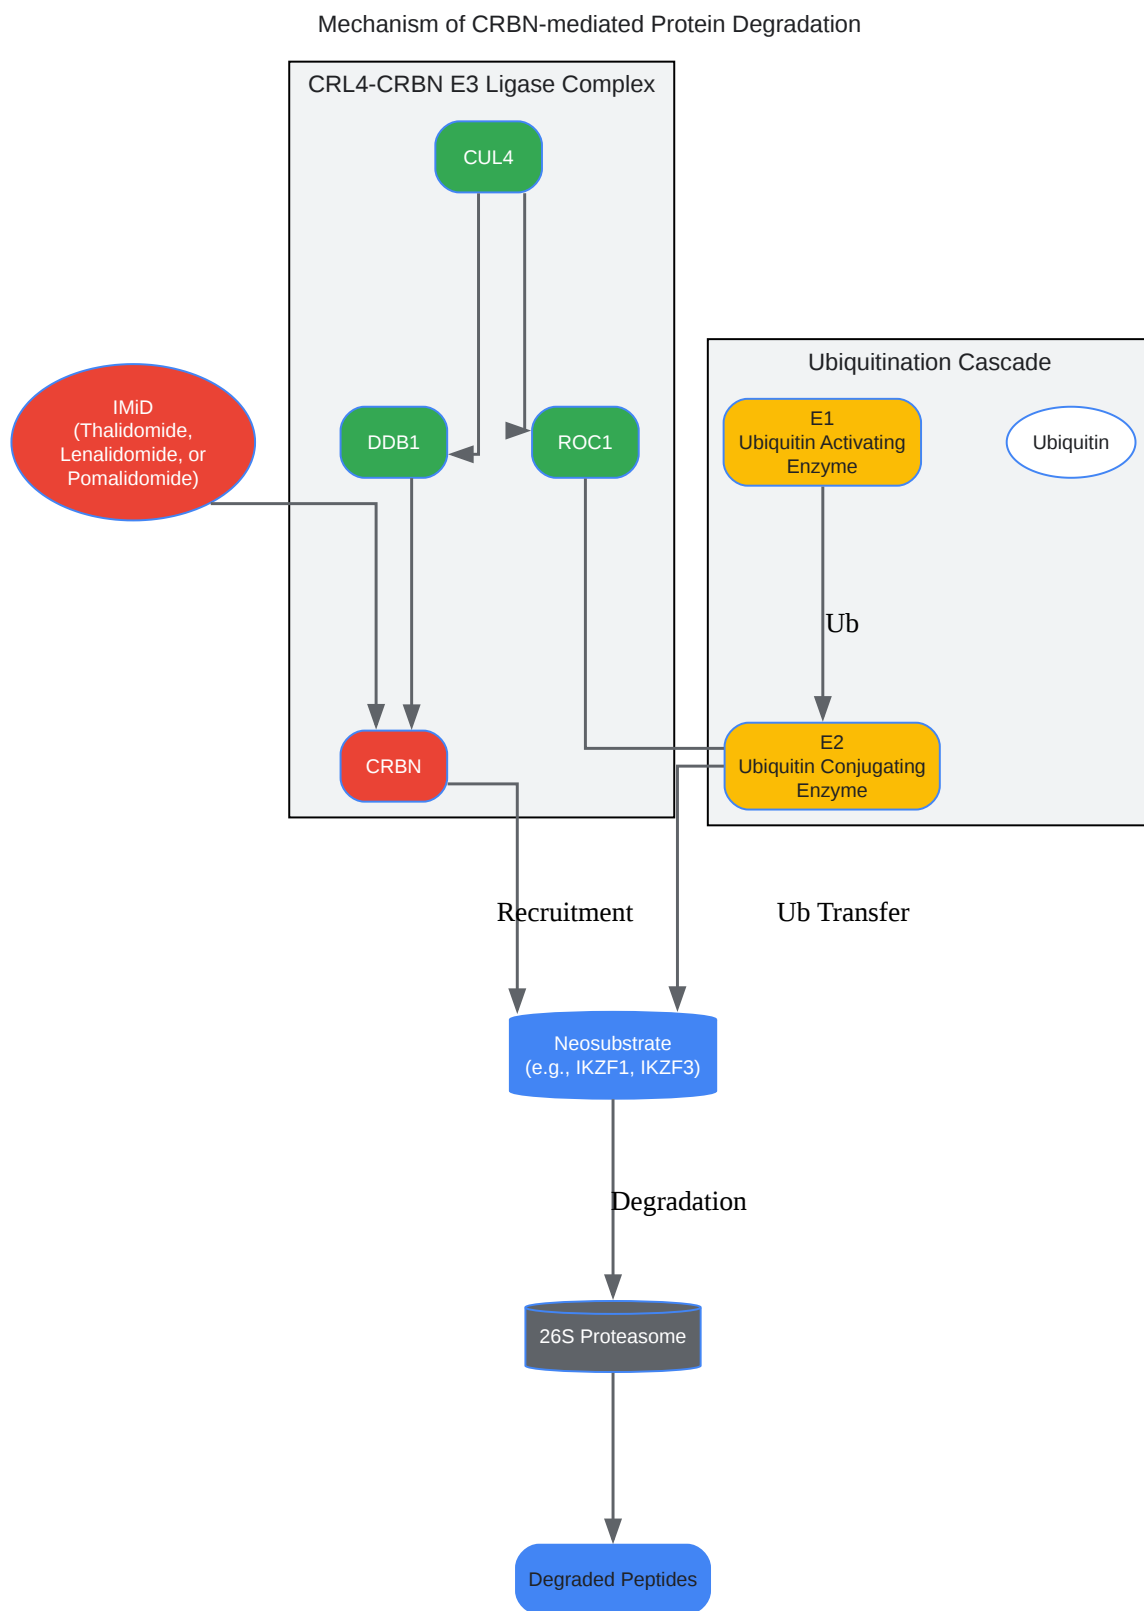 Mechanism of CRBN-mediated Protein Degradation
CRL4-CRBN E3 Ligase Complex
CUL4
Ubiquitination Cascade
IMiD
(Thalidomide,
Lenalidomide, or
Pomalidomide)
DDB1
ROC1
E1
Ubiquitin Activating
Enzyme
Ubiquitin
Ub
CRBN
E2
Ubiquitin Conjugating
Enzyme
Recruitment
Ub Transfer
Neosubstrate
(e.g., IKZF1, IKZF3)
Degradation
26S Proteasome
Degraded Peptides